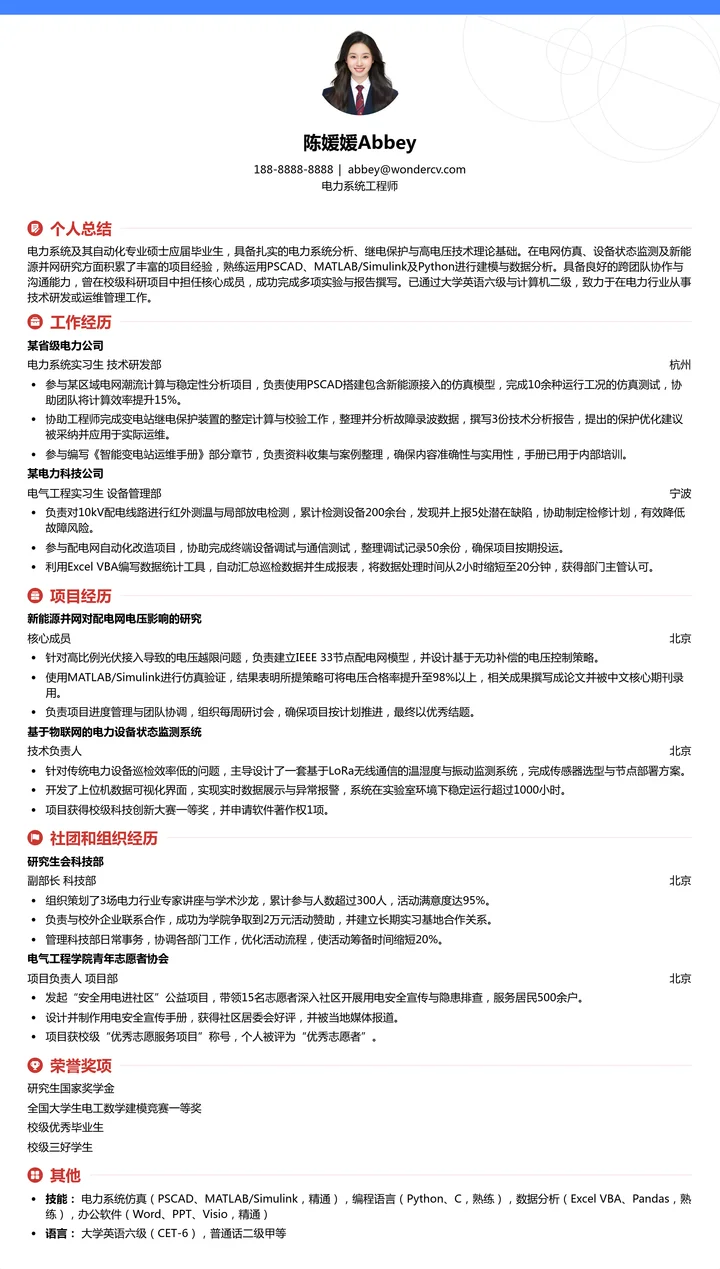 陈媛媛Abbey
188-8888-8888 | abbey@wondercv.com
电力系统工程师
个人总结
电力系统及其自动化专业硕士应届毕业生，具备扎实的电力系统分析、继电保护与高电压技术理论基础。在电网仿真、设备状态监测及新能
源并网研究方面积累了丰富的项目经验，熟练运用PSCAD、MATLAB/Simulink及Python进行建模与数据分析。具备良好的跨团队协作与
沟通能力，曾在校级科研项目中担任核心成员，成功完成多项实验与报告撰写。已通过大学英语六级与计算机二级，致力于在电力行业从事
技术研发或运维管理工作。
工作经历
某省级电力公司
电力系统实习生 技术研发部 杭州
• 参与某区域电网潮流计算与稳定性分析项目，负责使用PSCAD搭建包含新能源接入的仿真模型，完成10余种运行工况的仿真测试，协
助团队将计算效率提升15%。
• 协助工程师完成变电站继电保护装置的整定计算与校验工作，整理并分析故障录波数据，撰写3份技术分析报告，提出的保护优化建议
被采纳并应用于实际运维。
• 参与编写《智能变电站运维手册》部分章节，负责资料收集与案例整理，确保内容准确性与实用性，手册已用于内部培训。
某电力科技公司
电气工程实习生 设备管理部 宁波
• 负责对10kV配电线路进行红外测温与局部放电检测，累计检测设备200余台，发现并上报5处潜在缺陷，协助制定检修计划，有效降低
故障风险。
• 参与配电网自动化改造项目，协助完成终端设备调试与通信测试，整理调试记录50余份，确保项目按期投运。
• 利用Excel VBA编写数据统计工具，自动汇总巡检数据并生成报表，将数据处理时间从2小时缩短至20分钟，获得部门主管认可。
项目经历
新能源并网对配电网电压影响的研究
核心成员 北京
• 针对高比例光伏接入导致的电压越限问题，负责建立IEEE 33节点配电网模型，并设计基于无功补偿的电压控制策略。
• 使用MATLAB/Simulink进行仿真验证，结果表明所提策略可将电压合格率提升至98%以上，相关成果撰写成论文并被中文核心期刊录
用。
• 负责项目进度管理与团队协调，组织每周研讨会，确保项目按计划推进，最终以优秀结题。
基于物联网的电力设备状态监测系统
技术负责人 北京
• 针对传统电力设备巡检效率低的问题，主导设计了一套基于LoRa无线通信的温湿度与振动监测系统，完成传感器选型与节点部署方案。
• 开发了上位机数据可视化界面，实现实时数据展示与异常报警，系统在实验室环境下稳定运行超过1000小时。
• 项目获得校级科技创新大赛一等奖，并申请软件著作权1项。
社团和组织经历
研究生会科技部
副部长 科技部 北京
• 组织策划了3场电力行业专家讲座与学术沙龙，累计参与人数超过300人，活动满意度达95%。
• 负责与校外企业联系合作，成功为学院争取到2万元活动赞助，并建立长期实习基地合作关系。
• 管理科技部日常事务，协调各部门工作，优化活动流程，使活动筹备时间缩短20%。
电气工程学院青年志愿者协会
项目负责人 项目部 北京
• 发起“安全用电进社区”公益项目，带领15名志愿者深入社区开展用电安全宣传与隐患排查，服务居民500余户。
• 设计并制作用电安全宣传手册，获得社区居委会好评，并被当地媒体报道。
• 项目获校级“优秀志愿服务项目”称号，个人被评为“优秀志愿者”。
荣誉奖项
研究生国家奖学金
全国大学生电工数学建模竞赛一等奖
校级优秀毕业生
校级三好学生
其他
• 技能： 电力系统仿真（PSCAD、MATLAB/Simulink，精通），编程语言（Python、C，熟练），数据分析（Excel VBA、Pandas，熟
练），办公软件（Word、PPT、Visio，精通）
• 语言： 大学英语六级（CET-6），普通话二级甲等